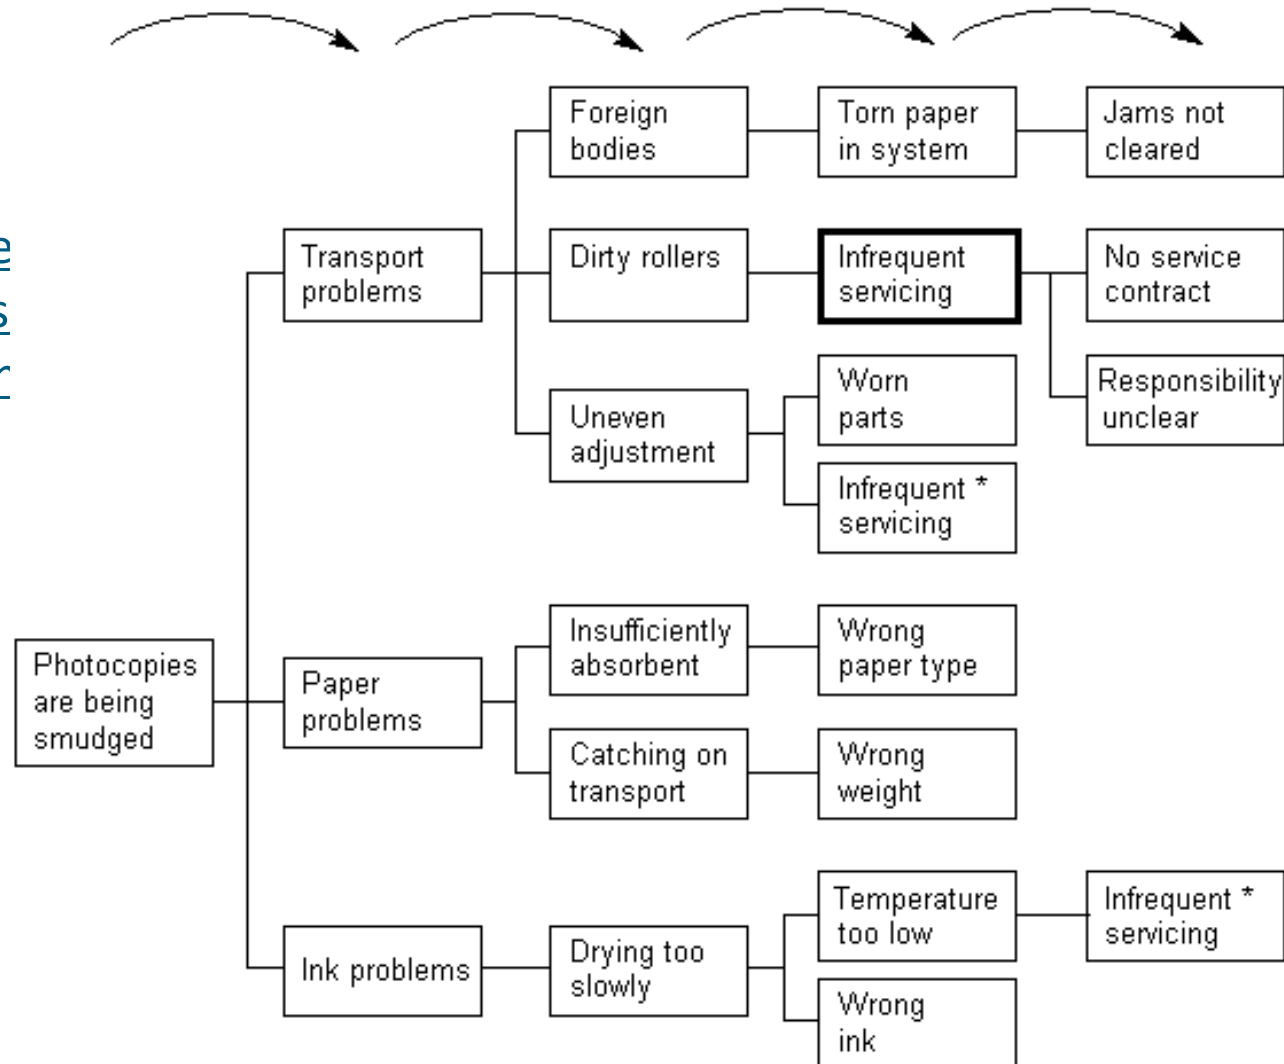 Foreign
bodies
Torn paper
in system
Jams not
cleared
Transport
problems
Dirty rollers
Infrequent
servicing
No service
contract
Worn
parts
Responsibility
unclear
Uneven
adjustment
Infrequent *
servicing
Photocopies
are being
smudged
Paper
problems
Insufficiently
absorbent
Wrong
paper type
Catching on
transport
Wrong
weight
Ink problems
Drying too
slowly
Temperature
too low
Infrequent *
servicing
Wrong
ink